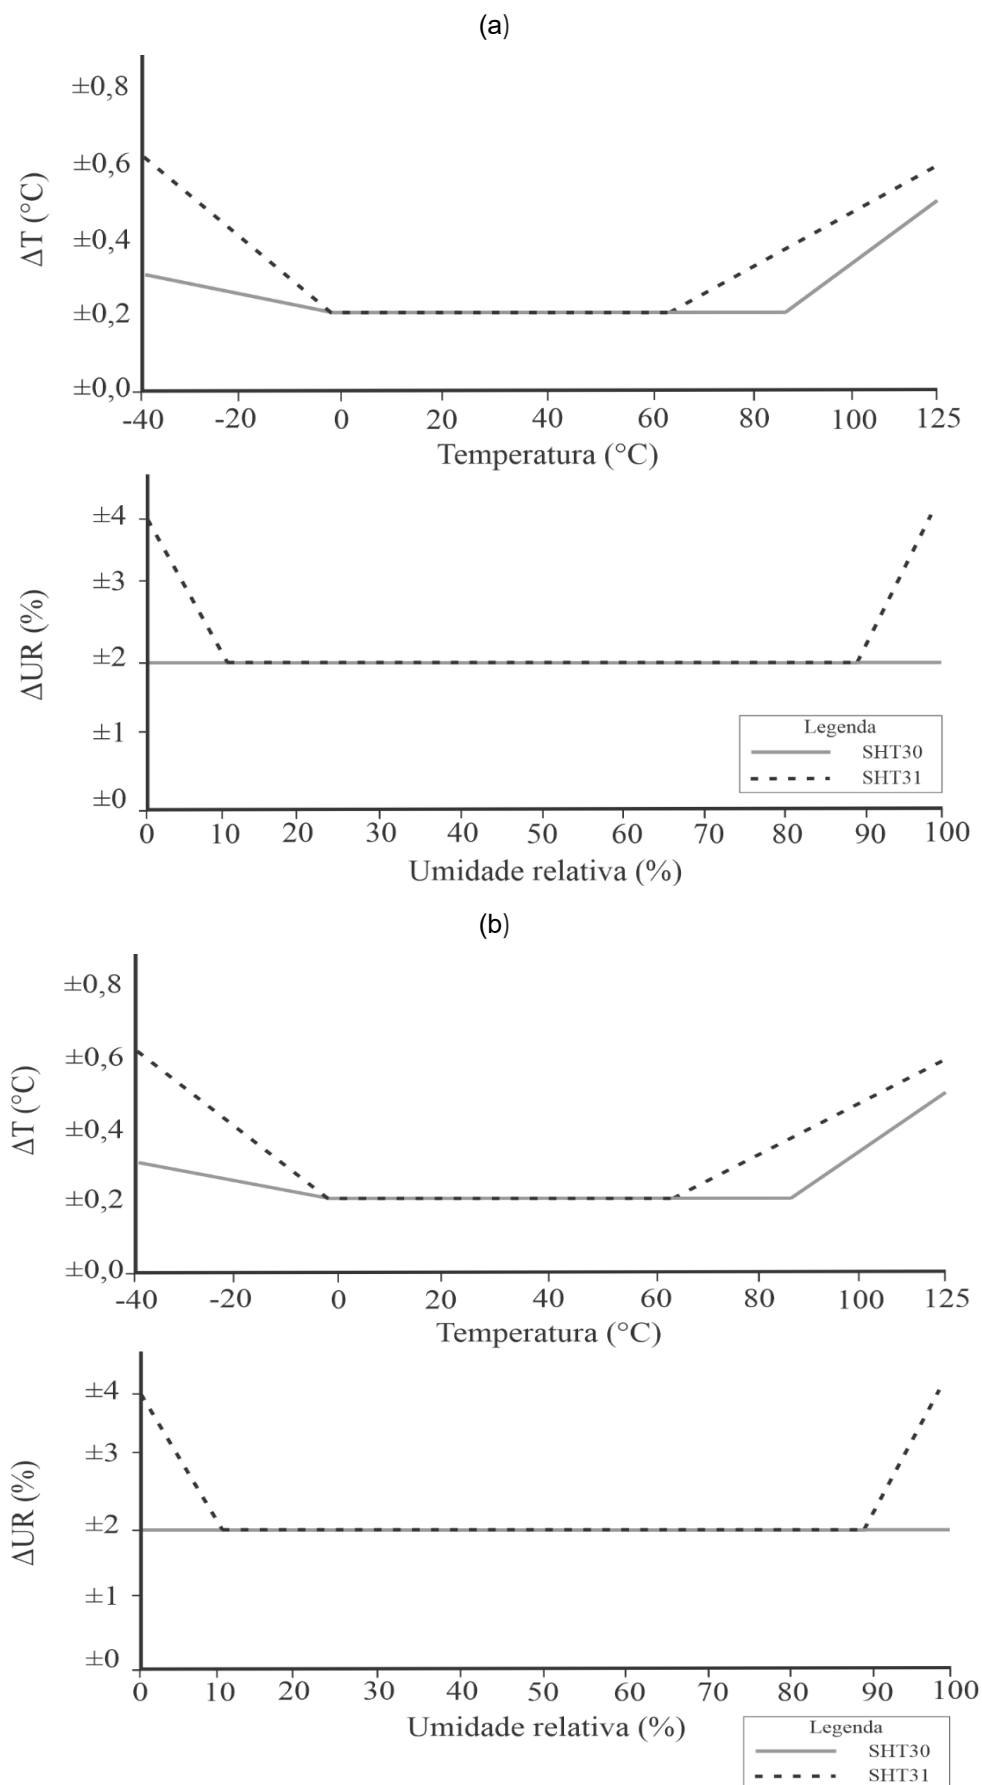 (a)
±0,8
±0,6
±0,4
±0,2
±0,0
ΔT (°C)
-40 -20 0 20 40 60 80 100 125
Temperatura (°C)
±4
±3
±2
±1
±0
ΔUR (%)
Legenda
SHT30
SHT31
0 10 20 30 40 50 60 70 80 90 100
Umidade relativa (%)
(b)
±0,8
±0,6
±0,4
±0,2
±0,0
ΔT (°C)
-40 -20 0 20 40 60 80 100 125
Temperatura (°C)
±4
±3
±2
±1
±0
ΔUR (%)
0 10 20 30 40 50 60 70 80 90 100
Umidade relativa (%)
Legenda
SHT30
SHT31